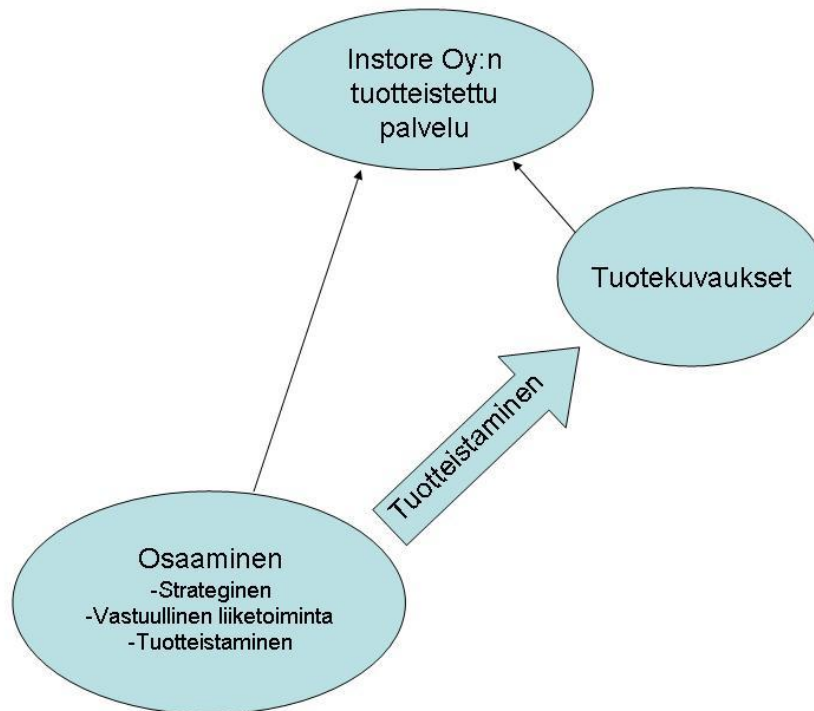 Instore Oy:n
tuotteistettu
palvelu
Tuotekuvaukset
Tuotteistaminen
Osaaminen
-Strateginen
-Vastuullinen liiketoiminta
-Tuotteistaminen